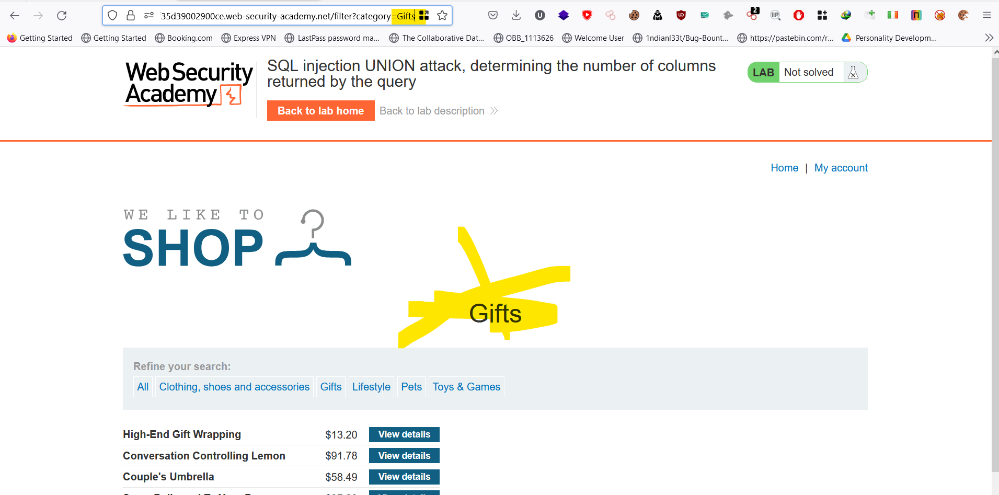 '35d39002900ce.web-security-academy.net/filter?category=Gifts
2
Getting Started Getting Started Booking.com Express VPN LastPass password ma... The Collaborative Dat... OBB_1113626 Welcome User 1ndianl33t/Bug-Bount... https://pastebin.com/r... Personality Developm...
Web Security
Academy
SQL injection UNION attack, determining the number of columns
returned by the query
LAB Not solved
Back to lab home Back to lab description
Home | My account
WE LIKE TO
SHOP
Gifts
Refine your search:
All Clothing, shoes and accessories Gifts Lifestyle Pets Toys & Games
High-End Gift Wrapping $13.20 View details
Conversation Controlling Lemon $91.78 View details
Couple's Umbrella $58.49 View details